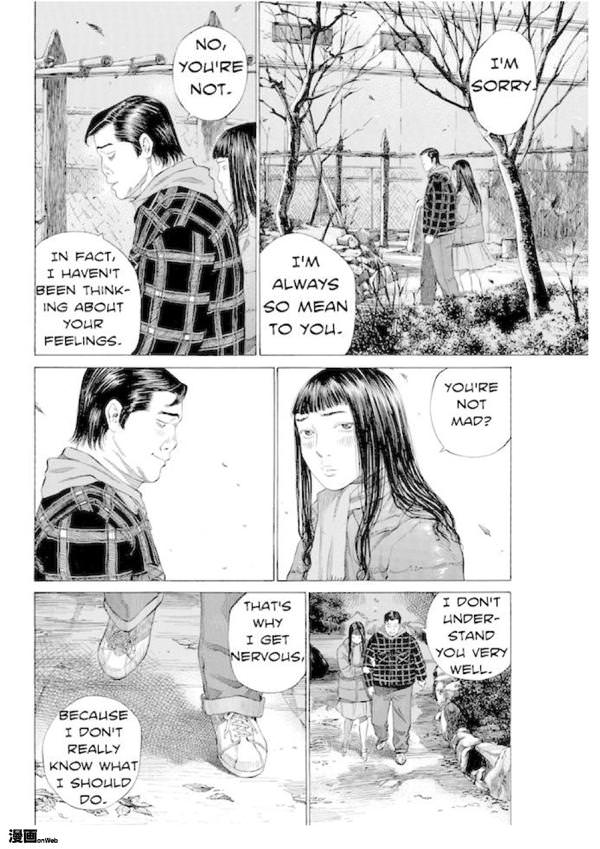 I'M
SORRY.
I'M
ALWAYS
SO MEAN
TO YOU.
NO,
YOU'RE
NOT.
IN FACT,
I HAVEN'T
BEEN THINK-
ING ABOUT
YOUR
FEELINGS.
YOU'RE
NOT
MAD?
I DON'T
UNDER-
STAND
YOU VERY
WELL.
THAT'S
WHY
I GET
NERVOUS,
BECAUSE
I DON'T
REALLY
KNOW WHAT
I SHOULD
DO.
漫画onWeb